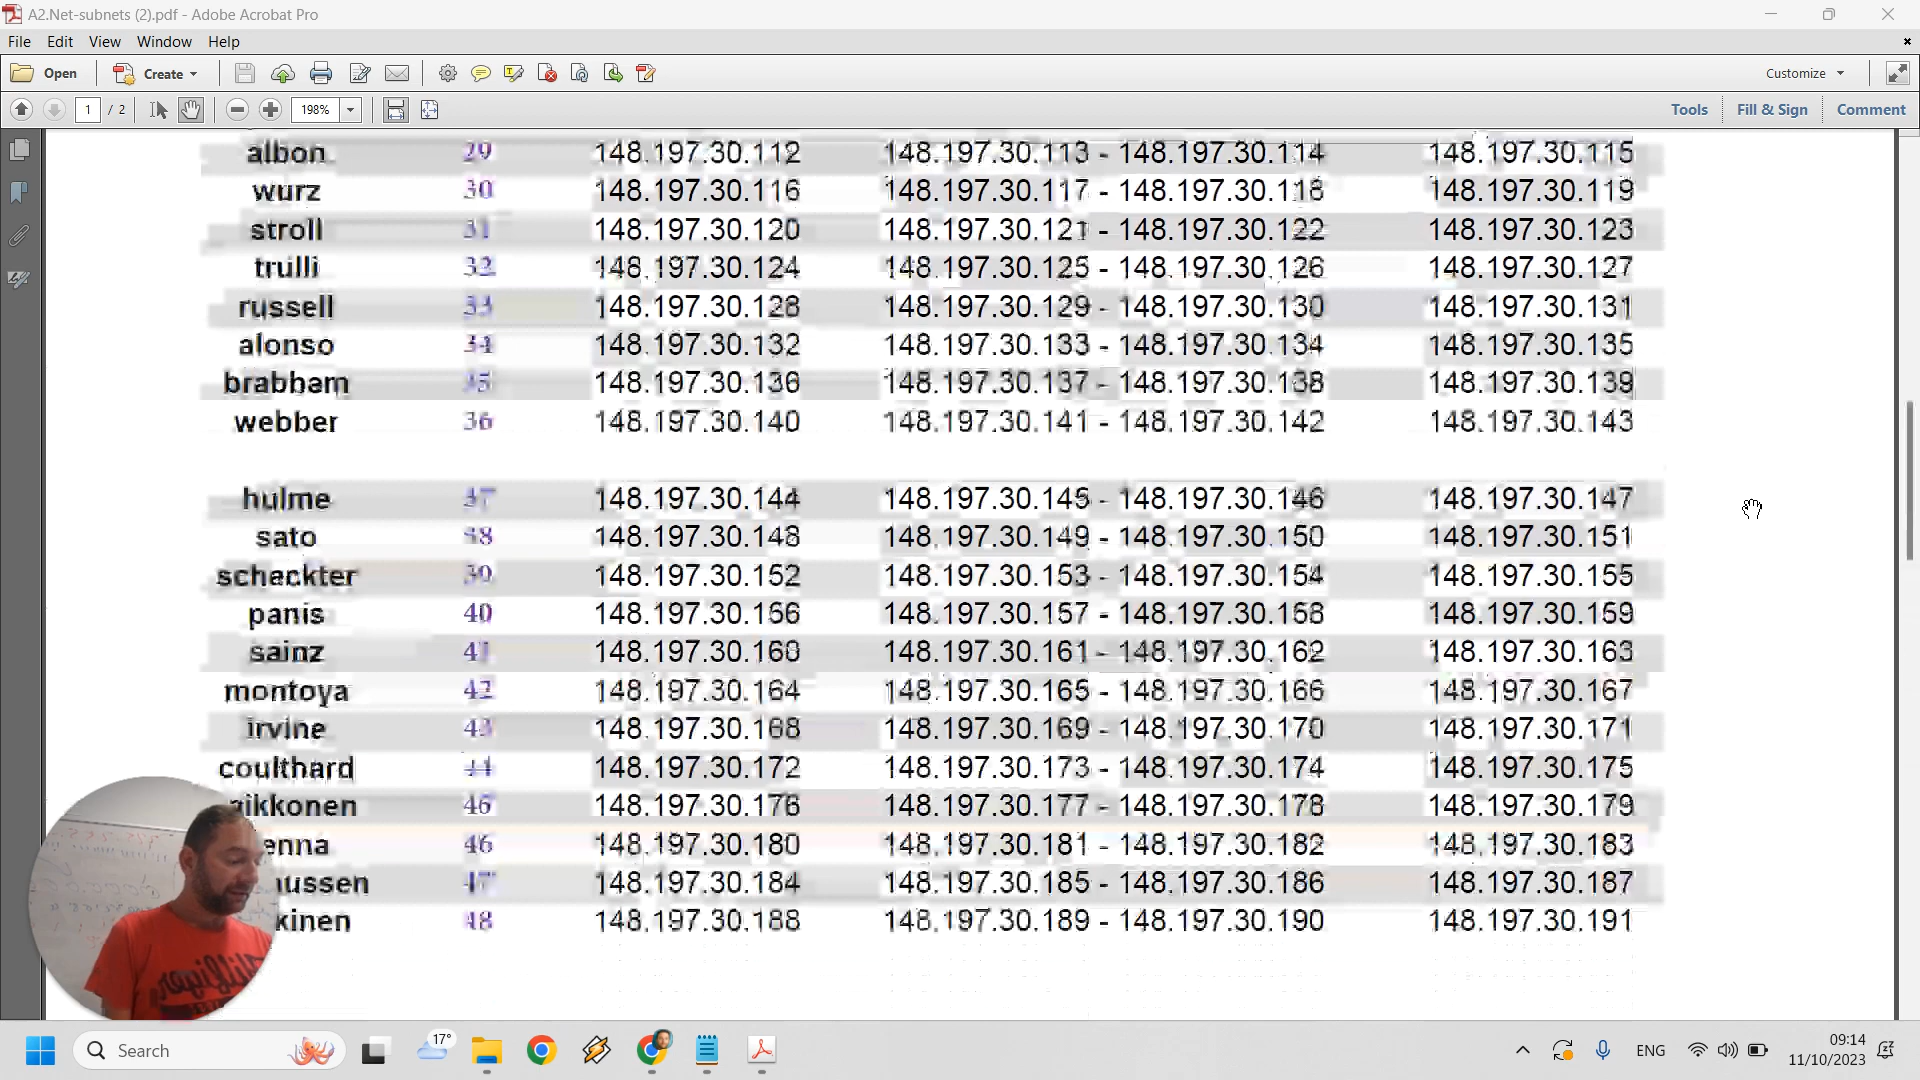 A2.Net-subnets (2).pdf - Adobe Acrobat Pro
File Edit View Window Help
Open Create Customize
1 / 2 198% Tools Fill & Sign Comment
albon 29 148.197.30.112 148.197.30.113 - 148.197.30.114 148.197.30.115
wurz 30 148.197.30.116 148.197.30.117 - 148.197.30.118 148.197.30.119
stroll 31 148.197.30.120 148.197.30.121 - 148.197.30.122 148.197.30.123
trulli 32 148.197.30.124 148.197.30.125 - 148.197.30.126 148.197.30.127
russell 33 148.197.30.128 148.197.30.129 - 148.197.30.130 148.197.30.131
alonso 34 148.197.30.132 148.197.30.133 - 148.197.30.134 148.197.30.135
brabham 35 148.197.30.136 148.197.30.137 - 148.197.30.138 148.197.30.139
webber 36 148.197.30.140 148.197.30.141 - 148.197.30.142 148.197.30.143
hulme 37 148.197.30.144 148.197.30.145 - 148.197.30.146 148.197.30.147
sato 38 148.197.30.148 148.197.30.149 - 148.197.30.150 148.197.30.151
scheckter 39 148.197.30.152 148.197.30.153 - 148.197.30.154 148.197.30.155
panis 40 148.197.30.156 148.197.30.157 - 148.197.30.158 148.197.30.159
sainz 41 148.197.30.160 148.197.30.161 - 148.197.30.162 148.197.30.163
montoya 42 148.197.30.164 148.197.30.165 - 148.197.30.166 148.197.30.167
irvine 43 148.197.30.168 148.197.30.169 - 148.197.30.170 148.197.30.171
coulthard 44 148.197.30.172 148.197.30.173 - 148.197.30.174 148.197.30.175
aikkonen 148.197.30.176 148.197.30.177 - 148.197.30.178 148.197.30.179
enna 46 148.197.30.180 148.197.30.181 - 148.197.30.182 148.197.30.183
nussen 47 148.197.30.184 148.197.30.185 - 148.197.30.186 148.197.30.187
kinen 48 148.197.30.188 148.197.30.189 - 148.197.30.190 148.197.30.191
Search 17° ENG 09:14
11/10/2023